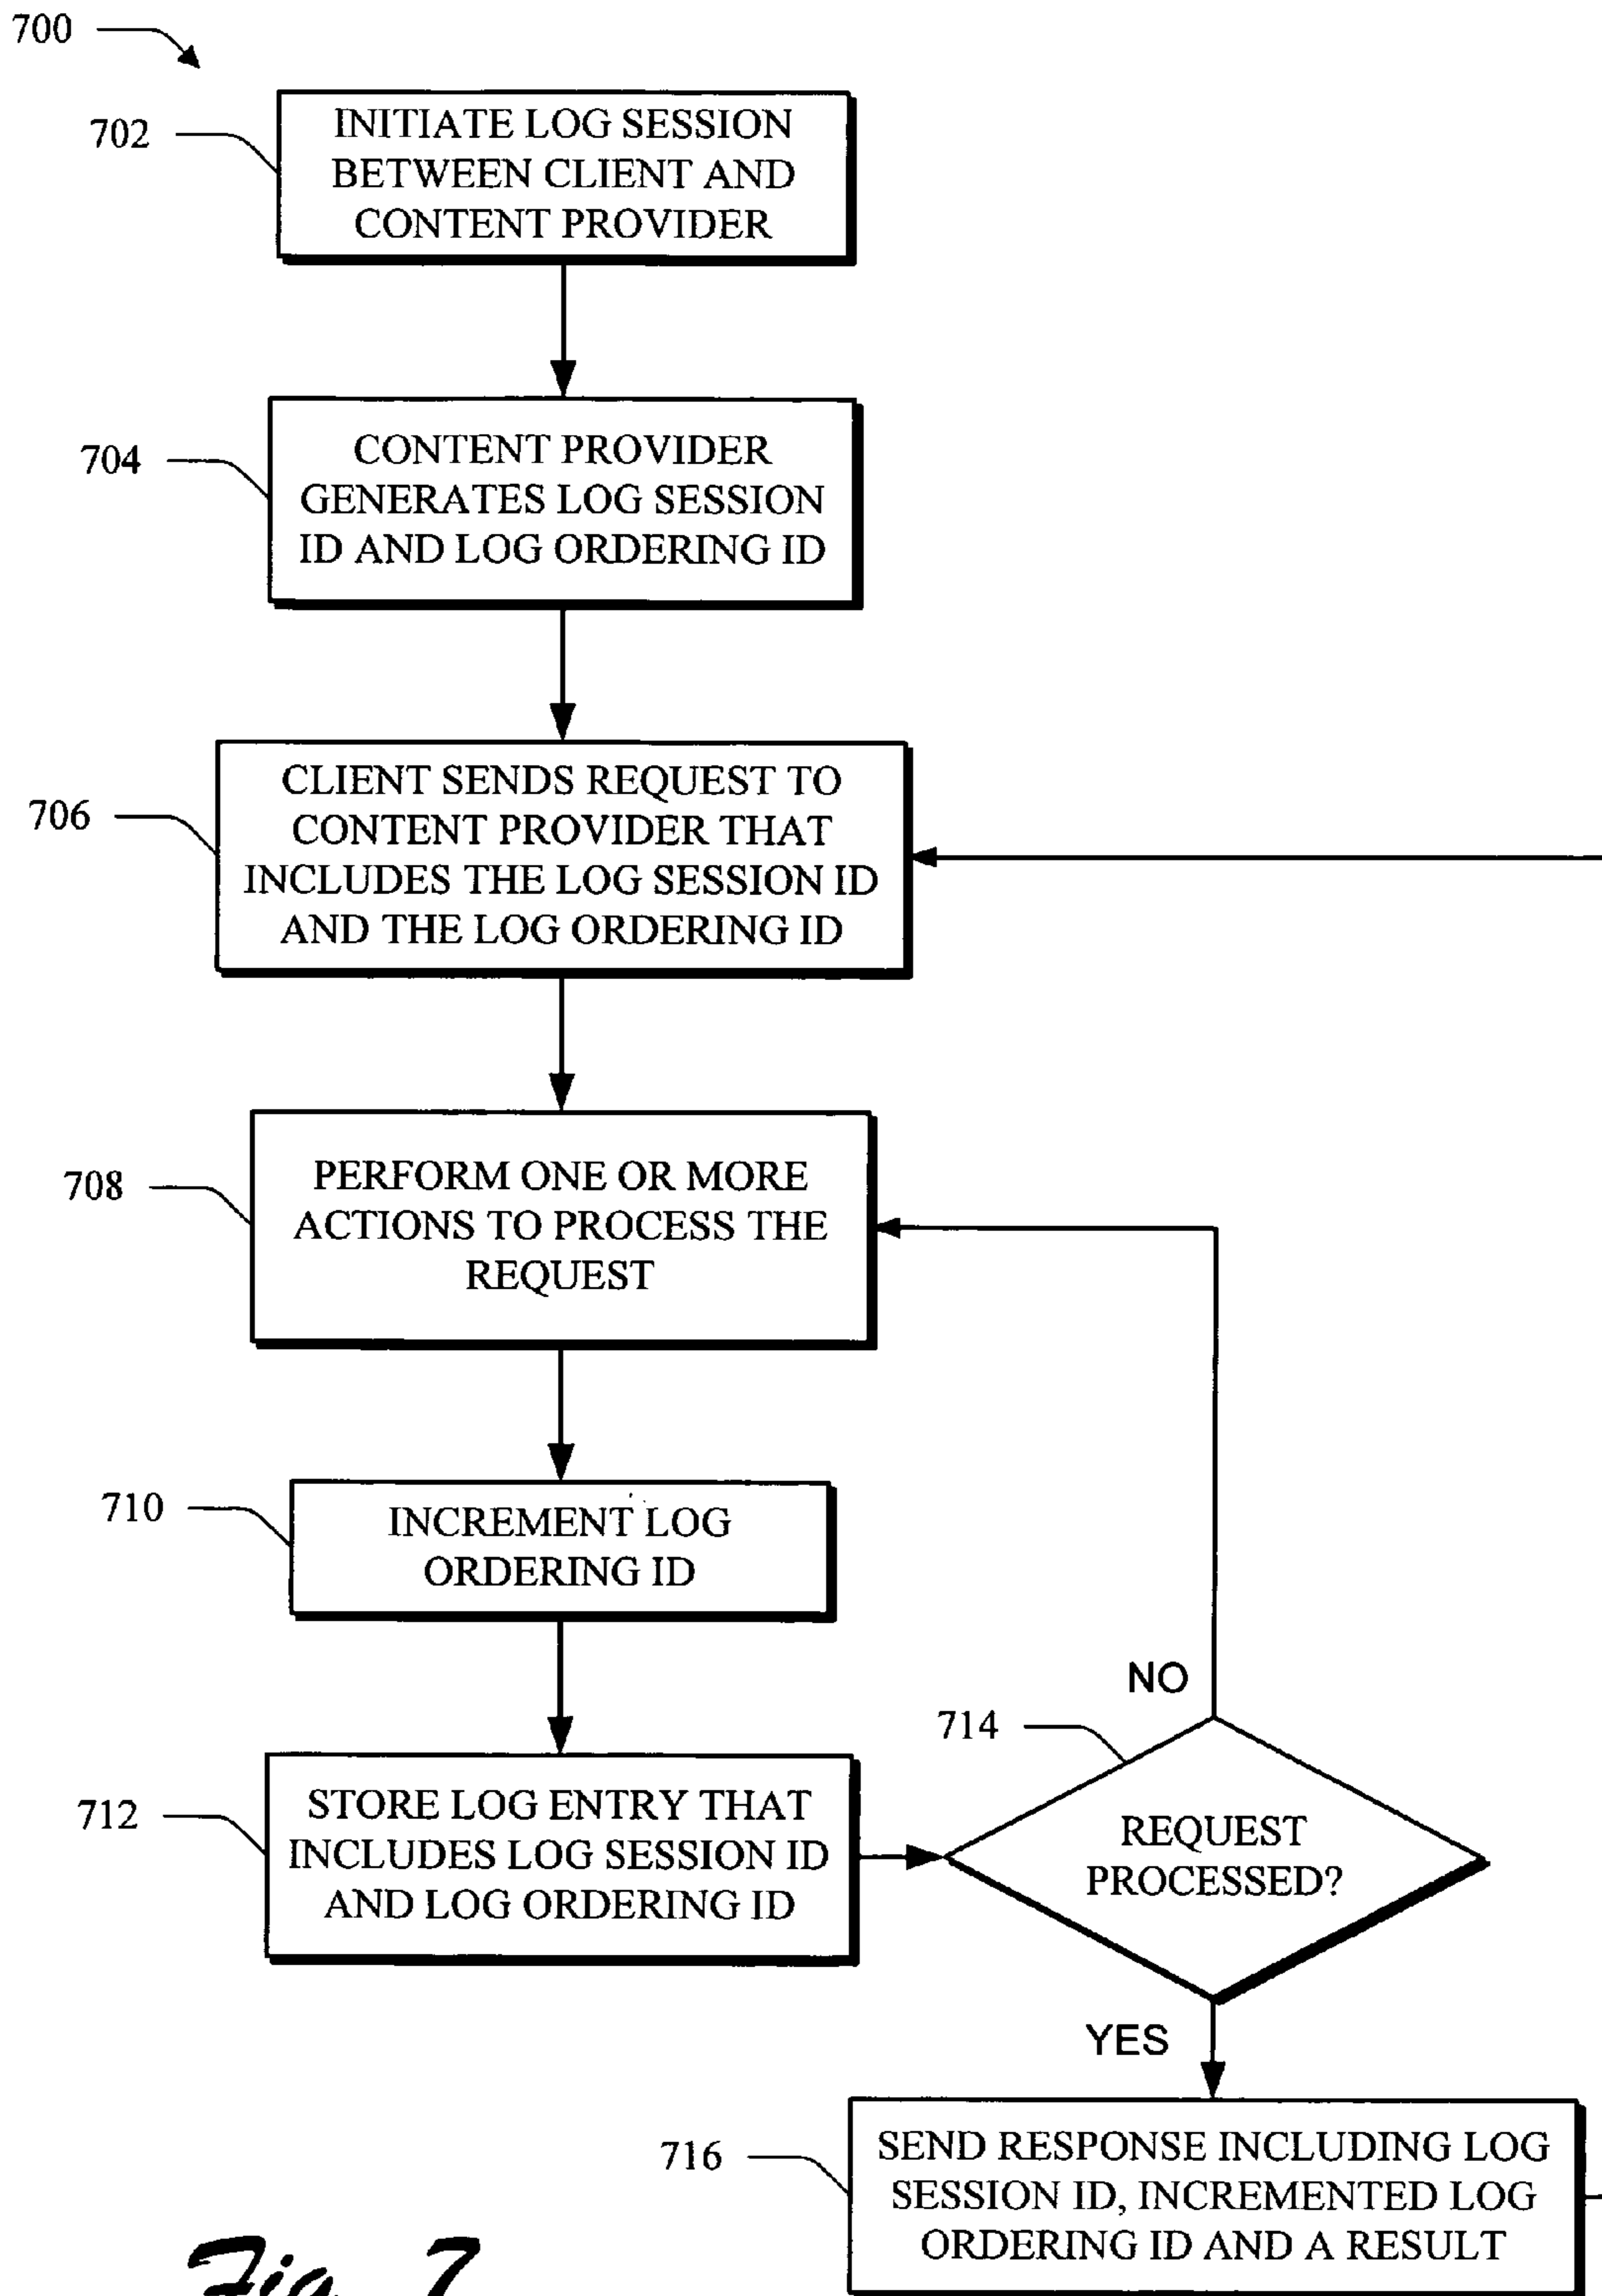 700
702
INITIATE LOG SESSION
BETWEEN CLIENT AND
CONTENT PROVIDER
704
CONTENT PROVIDER
GENERATES LOG SESSION
ID AND LOG ORDERING ID
706
CLIENT SENDS REQUEST TO
CONTENT PROVIDER THAT
INCLUDES THE LOG SESSION ID
AND THE LOG ORDERING ID
708
PERFORM ONE OR MORE
ACTIONS TO PROCESS THE
REQUEST
710
INCREMENT LOG
ORDERING ID
712
STORE LOG ENTRY THAT
INCLUDES LOG SESSION ID
AND LOG ORDERING ID
NO
714
REQUEST
PROCESSED?
YES
716
SEND RESPONSE INCLUDING LOG
SESSION ID, INCREMENTED LOG
ORDERING ID AND A RESULT
Fig. 7